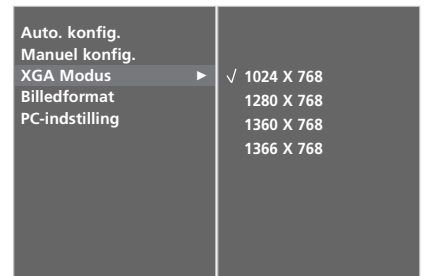 Auto. konfig.
Manuel konfig.
XGA Modus ►
Billedformat
PC-indstilling
√ 1024 X 768
1280 X 768
1360 X 768
1366 X 768